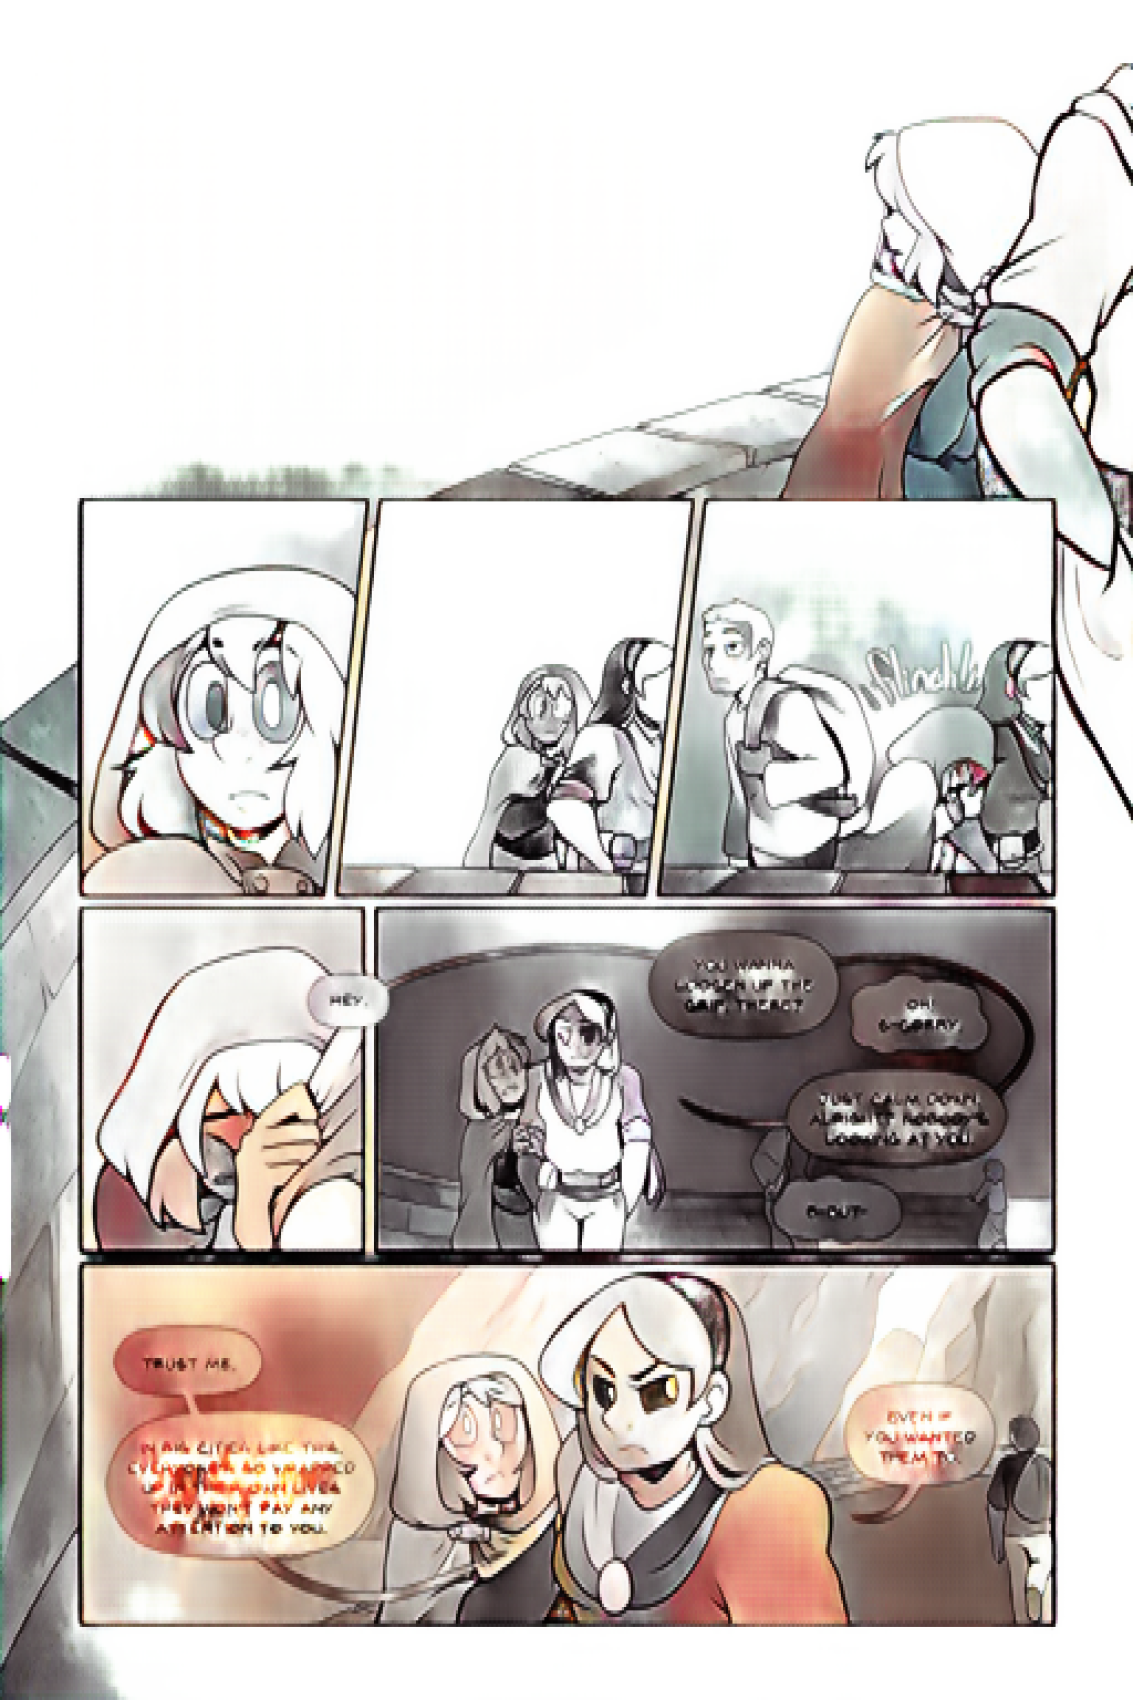 HEY.
YOU WANNA
LOOSEN UP THE
GRIP, THERE?
OH!
S-SORRY.
JUST CALM DOWN,
ALRIGHT? NOBODY'S
LOOKING AT YOU.
B-BUT-
TRUST ME.
IN BIG CITIES LIKE THIS,
EVERYONE'S SO WRAPPED
UP IN THEIR OWN LIVES
THEY WON'T PAY ANY
ATTENTION TO YOU.
EVEN IF
YOU WANTED
THEM TO.